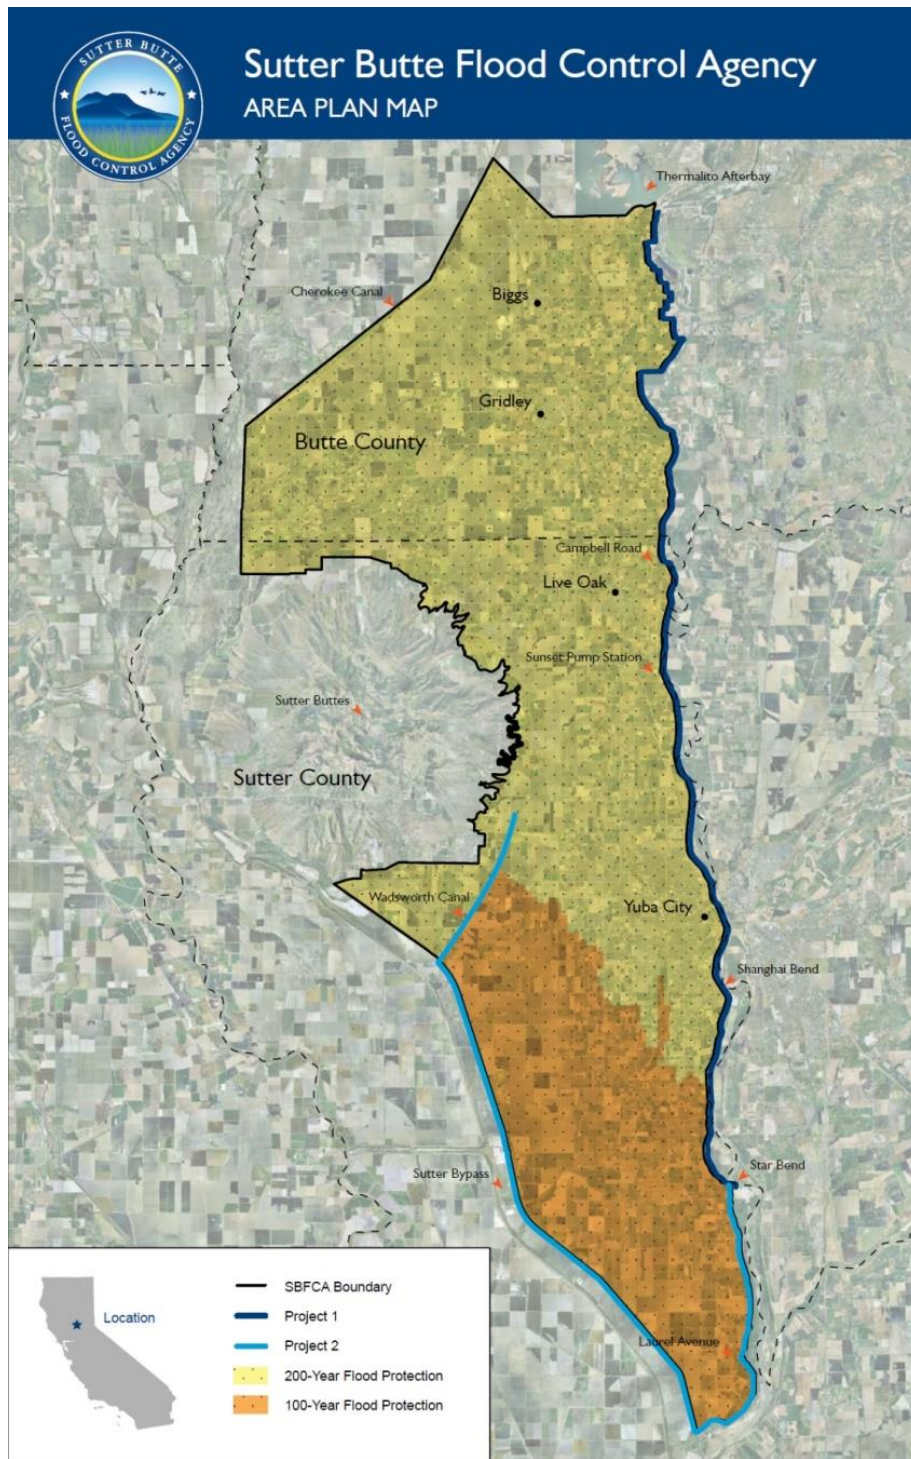 Sutter Butte Flood Control Agency
AREA PLAN MAP
SUTTER BUTTE
FLOOD CONTROL AGENCY
Thermalito Afterbay
Cherokee Canal
Biggs
Gridley
Butte County
Campbell Road
Live Oak
Sunset Pump Station
Sutter Buttes
Sutter County
Wadsworth Canal
Yuba City
Shanghai Bend
Star Bend
Sutter Bypass
Laurel Avenue
Location
SBFCA Boundary
Project 1
Project 2
200-Year Flood Protection
100-Year Flood Protection